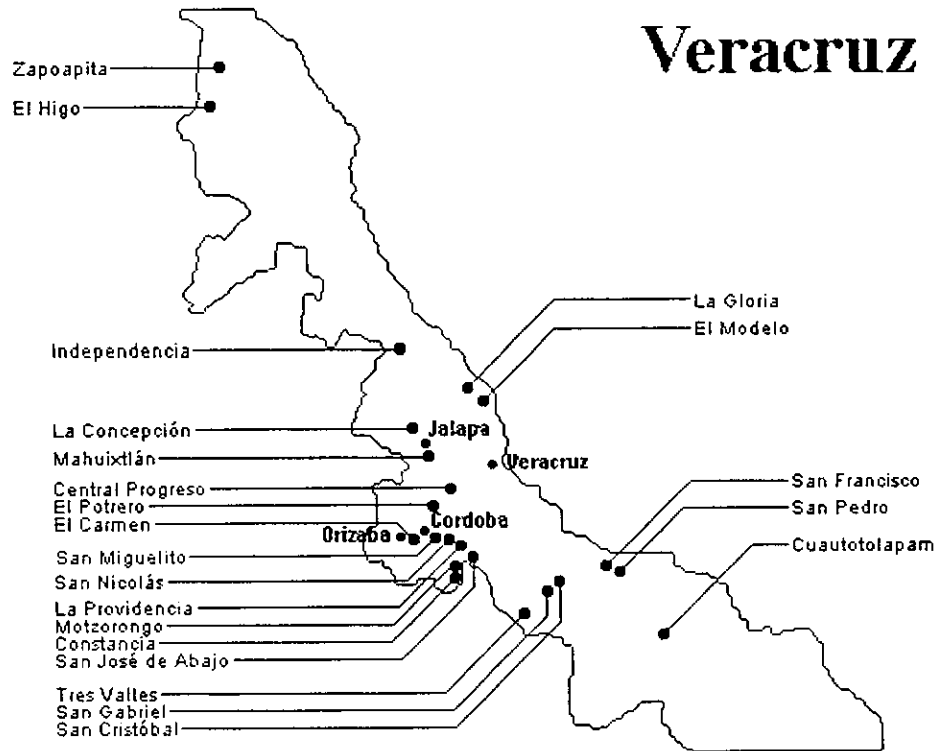 Veracruz
Zapoapita
El Higo
La Gloria
El Modelo
Independencia
La Concepción
Jalapa
Mahuixtlán
Veracruz
Central Progreso
El Potrero
El Carmen
Orizaba
Cordoba
San Miguelito
San Nicolás
La Providencia
Motzorongo
Constancia
San José de Abajo
San Francisco
San Pedro
Cuautotolapam
Tres Valles
San Gabriel
San Cristóbal